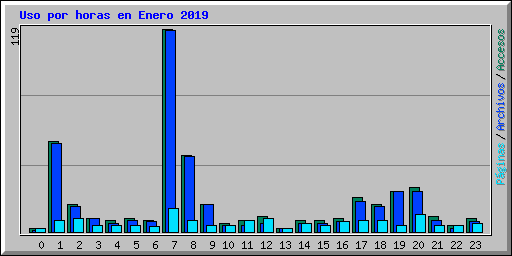 Uso por horas en Enero 2019
119
Páginas / Archivos / Accesos
0 1 2 3 4 5 6 7 8 9 10 11 12 13 14 15 16 17 18 19 20 21 22 23